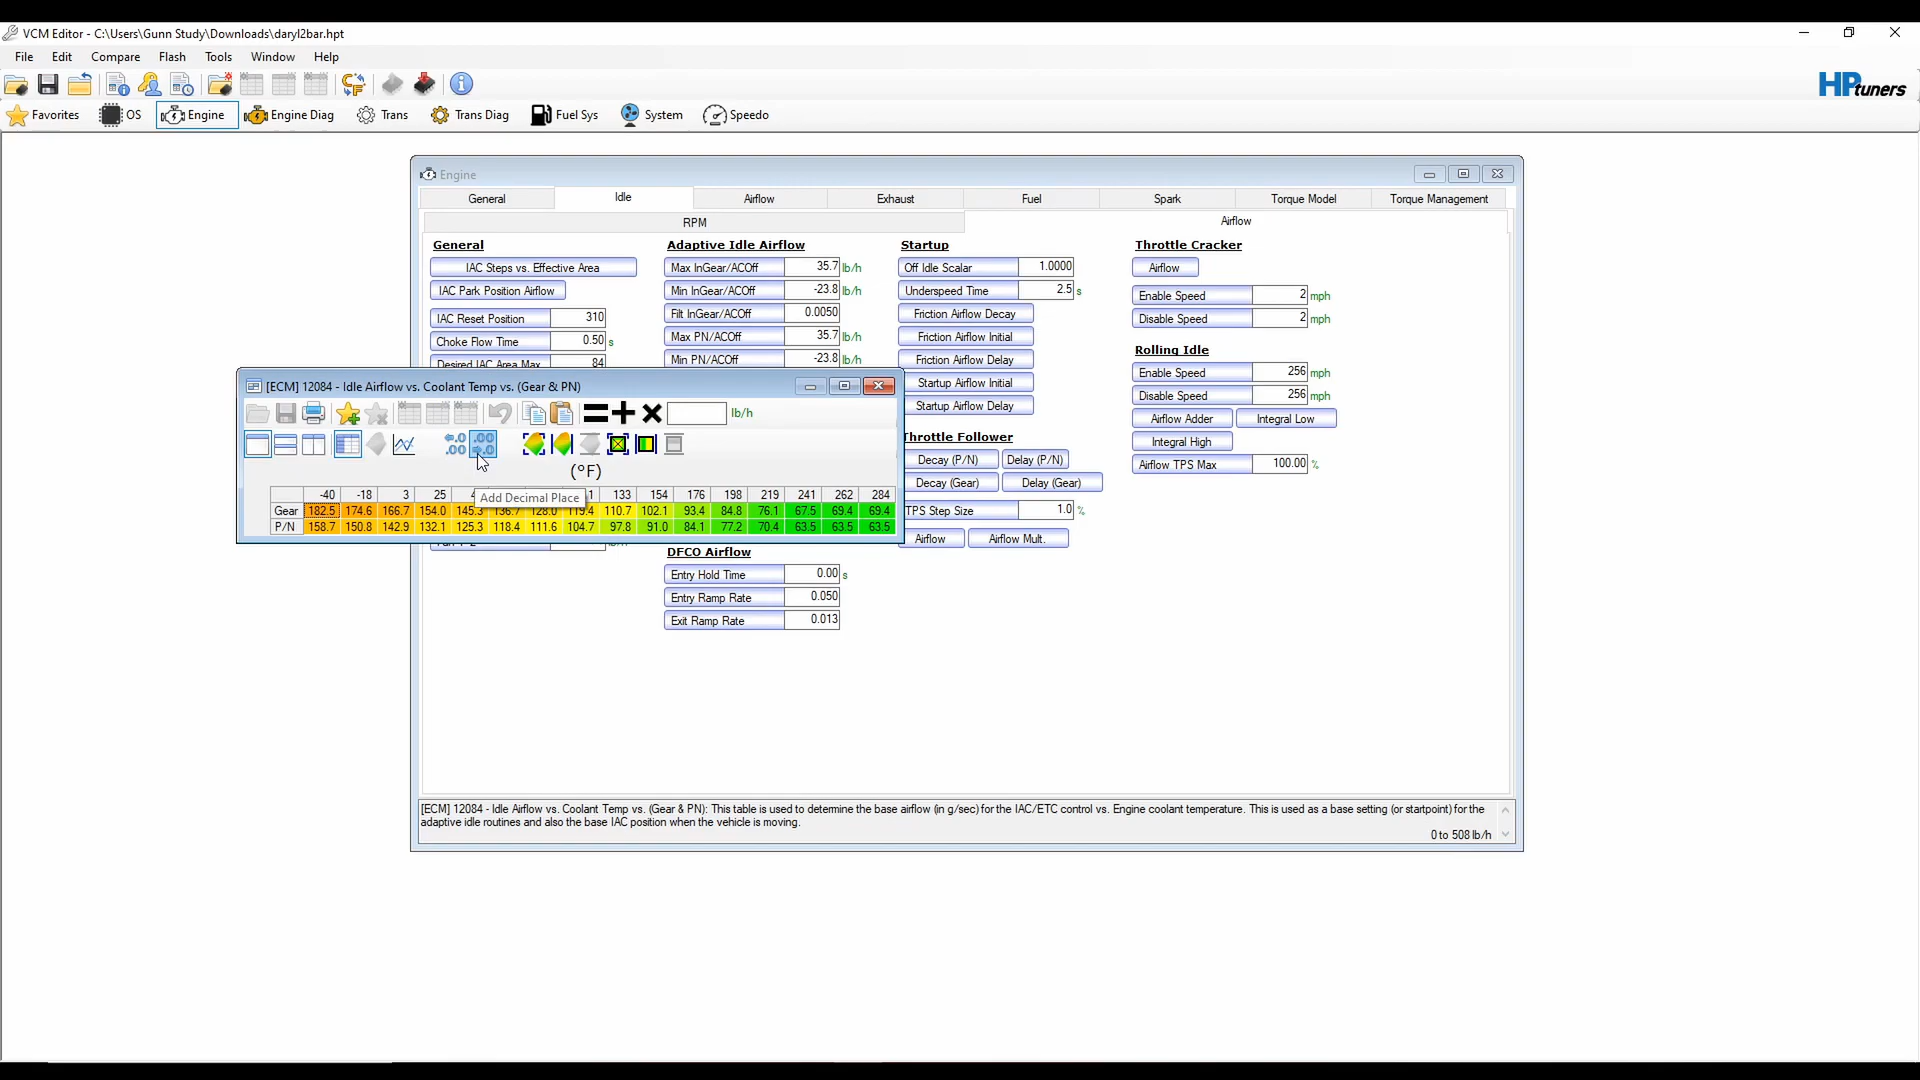 VCM Editor - C:\Users\Gunn Study\Downloads\daryl2bar.hpt
File Edit Compare Flash Tools Window Help
HPtuners
Favorites OS Engine Engine Diag Trans Trans Diag Fuel Sys System Speedo
Engine
General Idle Airflow Exhaust Fuel Spark Torque Model Torque Management
RPM Airflow
General
IAC Steps vs. Effective Area
IAC Park Position Airflow
IAC Reset Position 310
Choke Flow Time 0.50 s
Desired IAC Area Max 84
Adaptive Idle Airflow
Max InGear/ACOff 35.7 lb/h
Min InGear/ACOff -23.8 lb/h
Filt InGear/ACOff 0.0050
Max PN/ACOff 35.7 lb/h
Min PN/ACOff -23.8 lb/h
Startup
Off Idle Scalar 1.0000
Underspeed Time 2.5 s
Friction Airflow Decay
Friction Airflow Initial
Friction Airflow Delay
Startup Airflow Initial
Startup Airflow Delay
Throttle Cracker
Airflow
Enable Speed 2 mph
Disable Speed 2 mph
Rolling Idle
Enable Speed 256 mph
Disable Speed 256 mph
Airflow Adder Integral Low
Integral High
Airflow TPS Max 100.00 %
[ECM] 12084 - Idle Airflow vs. Coolant Temp vs. (Gear & PN)
lb/h
(°F)
Add Decimal Place
-40 -18 3 25 133 154 176 198 219 241 262 284
Gear 182.5 174.6 166.7 154.0 145.3 136.7 128.0 119.4 110.7 102.1 93.4 84.8 76.1 67.5 69.4 69.4
P/N 158.7 150.8 142.9 132.1 125.3 118.4 111.6 104.7 97.8 91.0 84.1 77.2 70.4 63.5 63.5 63.5
Throttle Follower
Decay (P/N) Delay (P/N)
Decay (Gear) Delay (Gear)
TPS Step Size 1.0 %
Airflow Airflow Mult.
DFCO Airflow
Entry Hold Time 0.00 s
Entry Ramp Rate 0.050
Exit Ramp Rate 0.013
[ECM] 12084 - Idle Airflow vs. Coolant Temp vs. (Gear & PN): This table is used to determine the base airflow (in g/sec) for the IAC/ETC control vs. Engine coolant temperature. This is used as a base setting (or startpoint) for the
adaptive idle routines and also the base IAC position when the vehicle is moving.
0 to 508 lb/h